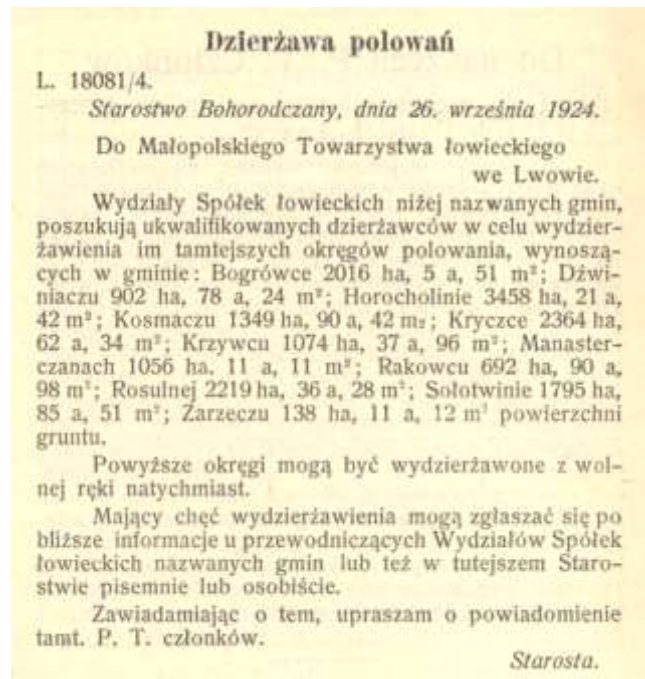 Dzierżawa polowań
L. 18081/4.
Starostwo Bohorodczany, dnia 26. września 1924.
Do Małopolskiego Towarzystwa łowieckiego
we Lwowie.
Wydziały Spółek łowieckich niżej nazwanych gmin,
poszukują ukwalifikowanych dzierżawców w celu wydzier-
żawienia im tamtejszych okręgów polowania, wynoszą-
cych w gminie: Bogrówce 2016 ha, 5 a, 51 m²; Dźwi-
niaczu 902 ha, 78 a, 24 m²; Horocholinie 3458 ha, 21 a,
42 m²; Kosmaczu 1349 ha, 90 a, 42 m₂; Kryczce 2364 ha,
62 a, 34 m²; Krzywcu 1074 ha, 37 a, 96 m²; Manaster-
czanach 1056 ha. 11 a, 11 m²; Rakowcu 692 ha, 90 a,
98 m²; Rosulnej 2219 ha, 36 a, 28 m²; Sołotwinie 1795 ha,
85 a, 51 m²; Zarzeczu 138 ha, 11 a, 12 m² powierzchni
gruntu.
Powyższe okręgi mogą być wydzierżawone z wol-
nej ręki natychmiast.
Mający chęć wydzierżawienia mogą zgłaszać się po
bliższe informacje u przewodniczących Wydziałów Spółek
łowieckich nazwanych gmin lub też w tutejszem Staro-
stwie pisemnie lub osobiście.
Zawiadamiając o tem, upraszam o powiadomienie
tamt. P. T. członków.
Starosta.